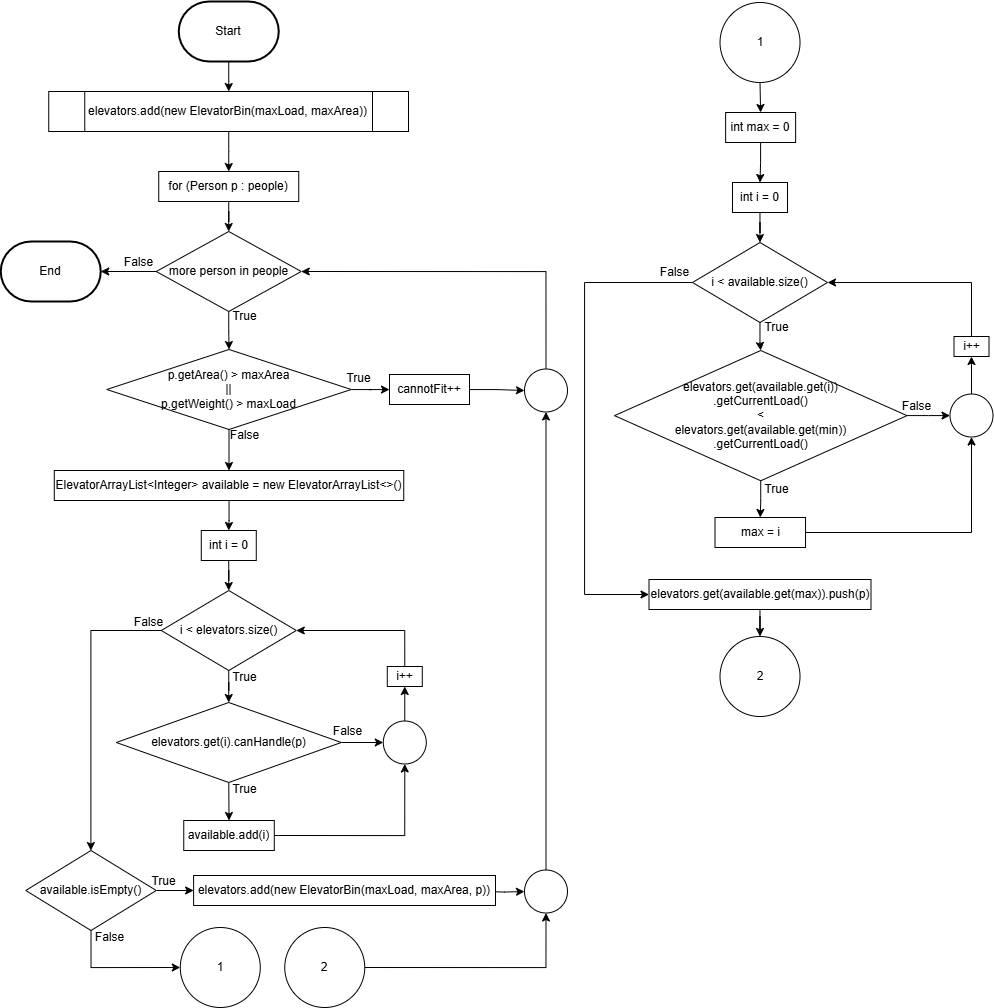 Start
elevators.add(new ElevatorBin(maxLoad, maxArea))
for (Person p : people)
more person in people
False
End
True
p.getArea() > maxArea
||
p.getWeight() > maxLoad
True
cannotFit++
False
ElevatorArrayList<Integer> available = new ElevatorArrayList<>()
int i = 0
i < elevators.size()
False
True
i++
elevators.get(i).canHandle(p)
False
True
available.add(i)
available.isEmpty()
True
elevators.add(new ElevatorBin(maxLoad, maxArea, p))
False
1
2
1
int max = 0
int i = 0
i < available.size()
False
True
i++
elevators.get(available.get(i))
.getCurrentLoad()
<
elevators.get(available.get(min))
.getCurrentLoad()
False
True
max = i
elevators.get(available.get(max)).push(p)
2